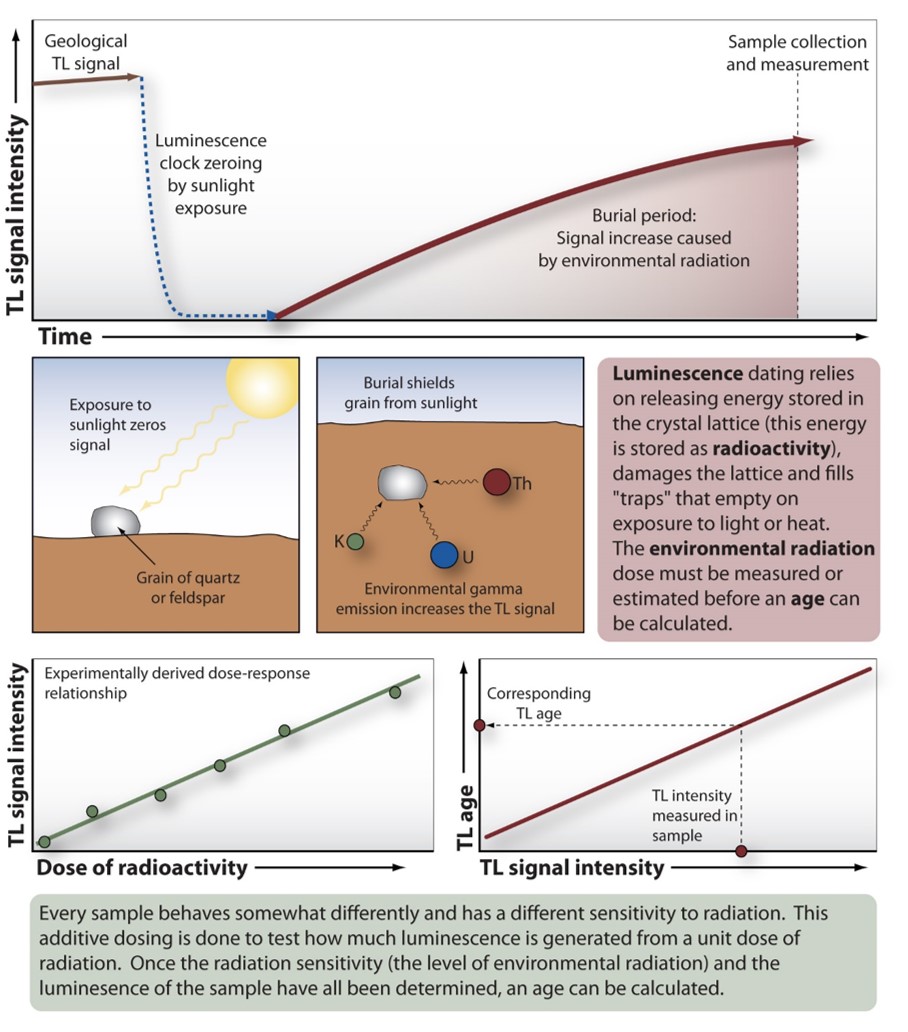 Geological
TL signal
Sample collection
and measurement
Luminescence
clock zeroing
by sunlight
exposure
Burial period:
Signal increase caused
by environmental radiation
TL signal intensity
Time
Exposure to
sunlight zeros
signal
Grain of quartz
or feldspar
Burial shields
grain from sunlight
Th
K
U
Environmental gamma
emission increases the TL signal
Luminescence dating relies
on releasing energy stored in
the crystal lattice (this energy
is stored as radioactivity),
damages the lattice and fills
"traps" that empty on
exposure to light or heat.
The environmental radiation
dose must be measured or
estimated before an age can
be calculated.
Experimentally derived dose-response
relationship
TL signal intensity
Dose of radioactivity
Corresponding
TL age
TL intensity
measured in
sample
TL age
TL signal intensity
Every sample behaves somewhat differently and has a different sensitivity to radiation. This
additive dosing is done to test how much luminescence is generated from a unit dose of
radiation. Once the radiation sensitivity (the level of environmental radiation) and the
luminesence of the sample have all been determined, an age can be calculated.